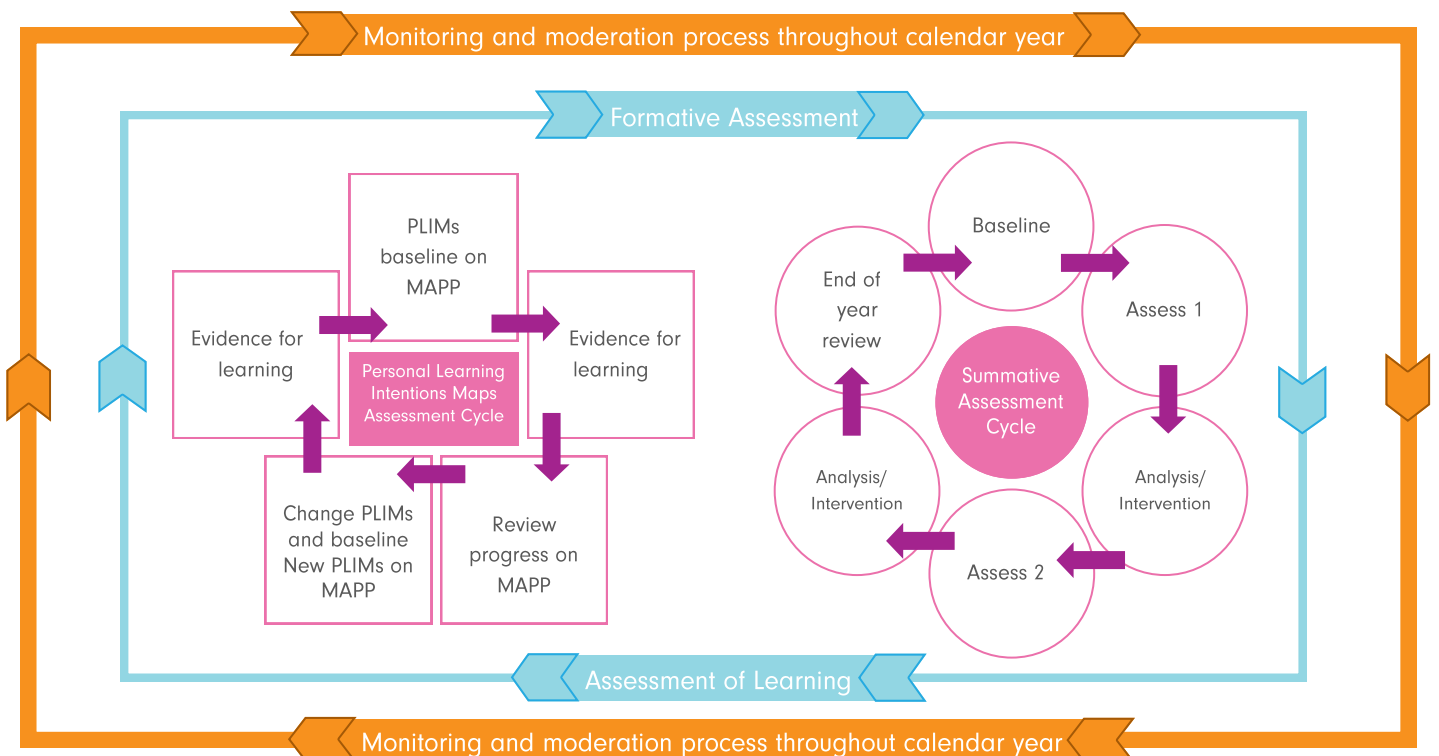 Monitoring and moderation process throughout calendar year
Formative Assessment
PLIMs
baseline on
MAPP
Evidence for
learning
Evidence for
learning
Personal Learning
Intentions Maps
Assessment Cycle
Change PLIMs
and baseline
New PLIMs on
MAPP
Review
progress on
MAPP
Baseline
End of
year
review
Assess 1
Summative
Assessment
Cycle
Analysis/
Intervention
Analysis/
Intervention
Assess 2
Assessment of Learning
Monitoring and moderation process throughout calendar year